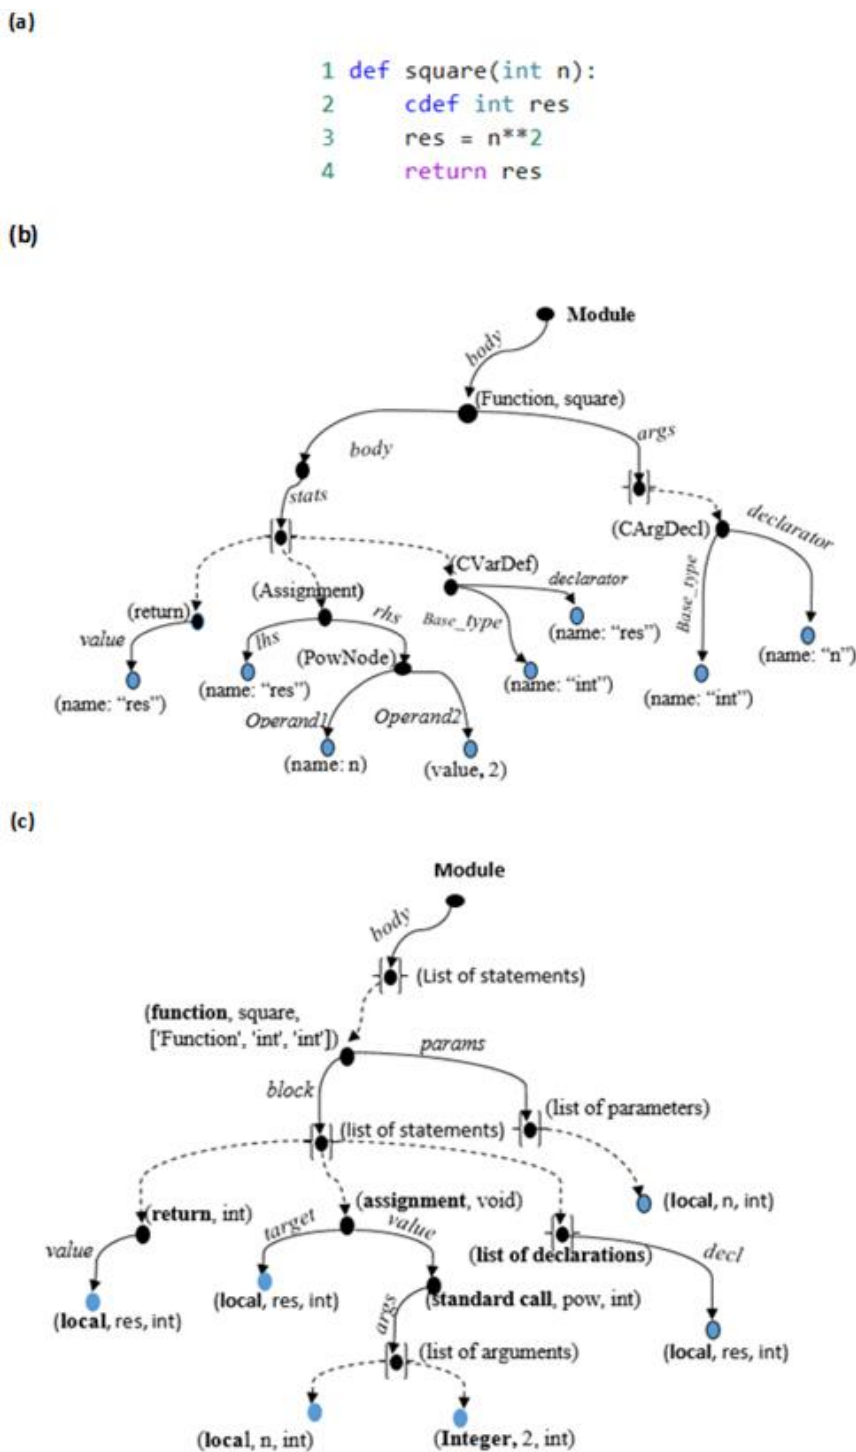 (a)
1 def square(int n):
2 cdef int res
3 res = n**2
4 return res
(b)
Module
body
(Function, square)
body
args
stats
(CArgDecl)
declarator
(CVarDef)
declarator
Base_type
(return)
(Assignment)
value
lhs
rhs
Base_type
(name: “res”)
(name: “n”)
(PowNode)
(name: “res”)
(name: “res”)
(name: “int”)
(name: “int”)
Operand1
Operand2
(name: n)
(value, 2)
(c)
Module
body
(List of statements)
(function, square,
['Function', 'int', 'int'])
params
block
(list of parameters)
(list of statements)
(local, n, int)
(return, int)
(assignment, void)
target
value
value
(list of declarations)
decl
(local, res, int)
(local, res, int)
(standard call, pow, int)
args
(list of arguments)
(local, res, int)
(local, n, int)
(Integer, 2, int)